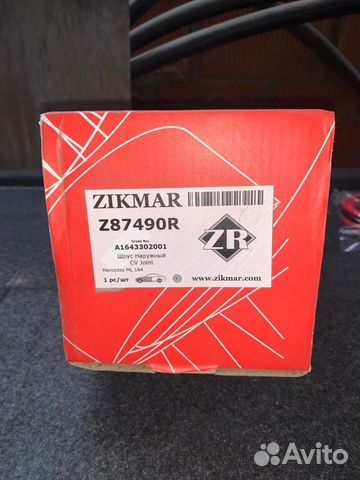 ZIKMAR
Z87490R
Cross No:
A1643302001
Шрус Наружный
CV Joint
Mercedes ML 164
1 pc/шт
ZR
www.zikmar.com
Avito